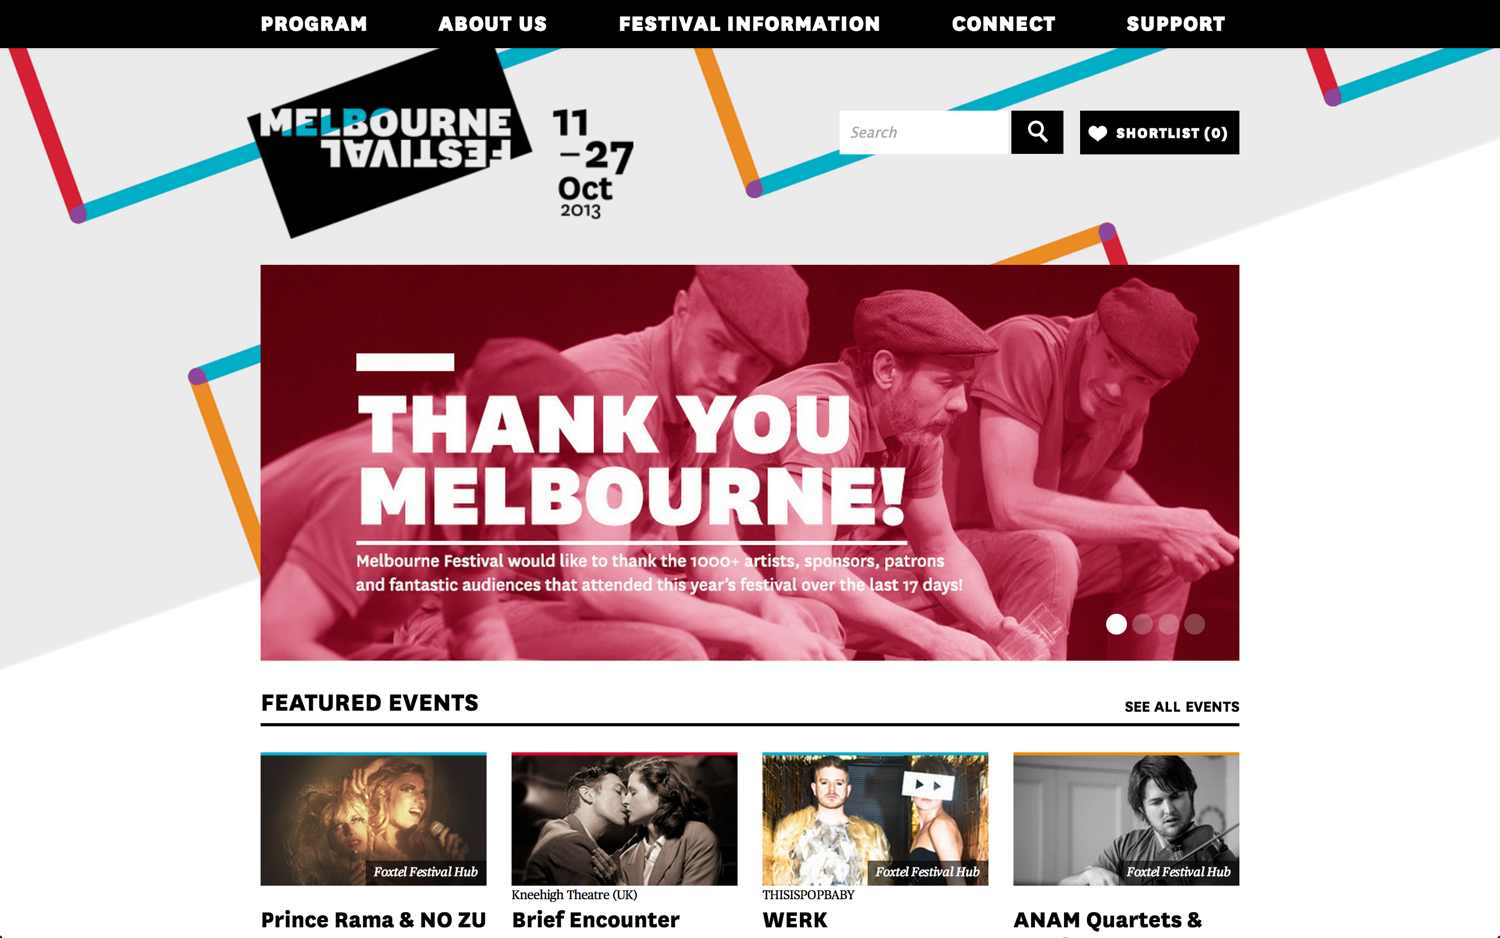 PROGRAM ABOUT US FESTIVAL INFORMATION CONNECT SUPPORT
MELBOURNE
FESTIVAL
11
–27
Oct
2013
Search
SHORTLIST (0)
THANK YOU
MELBOURNE!
Melbourne Festival would like to thank the 1000+ artists, sponsors, patrons
and fantastic audiences that attended this year's festival over the last 17 days!
FEATURED EVENTS
SEE ALL EVENTS
Foxtel Festival Hub
Prince Rama & NO ZU
Kneehigh Theatre (UK)
Brief Encounter
Foxtel Festival Hub
THISISPOPBABY
WERK
Foxtel Festival Hub
ANAM Quartets &